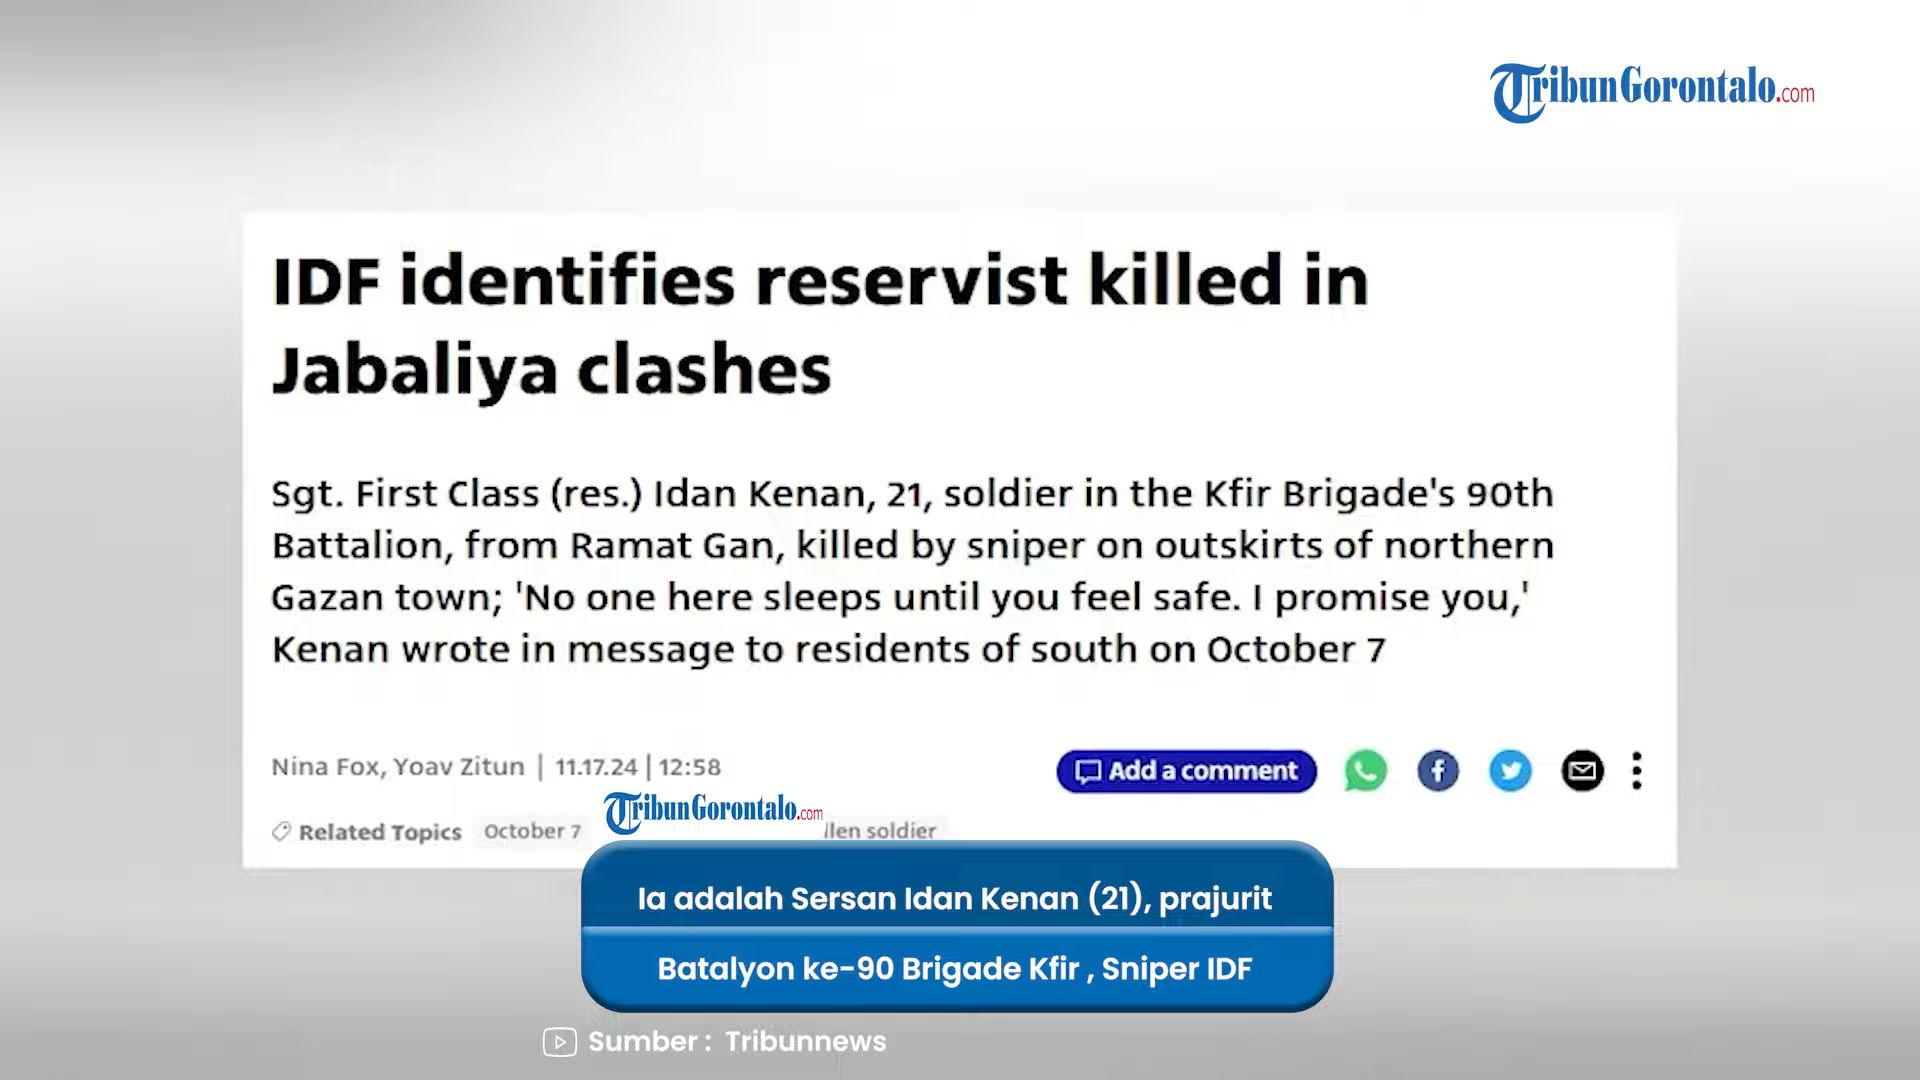 TribunGorontalo.com
IDF identifies reservist killed in
Jabaliya clashes
Sgt. First Class (res.) Idan Kenan, 21, soldier in the Kfir Brigade's 90th
Battalion, from Ramat Gan, killed by sniper on outskirts of northern
Gazan town; 'No one here sleeps until you feel safe. I promise you,'
Kenan wrote in message to residents of south on October 7
Nina Fox, Yoav Zitun | 11.17.24 | 12:58
Add a comment
TribunGorontalo.com
Related Topics October 7 soldier
Ia adalah Sersan Idan Kenan (21), prajurit
Batalyon ke-90 Brigade Kfir , Sniper IDF
Sumber : Tribunnews